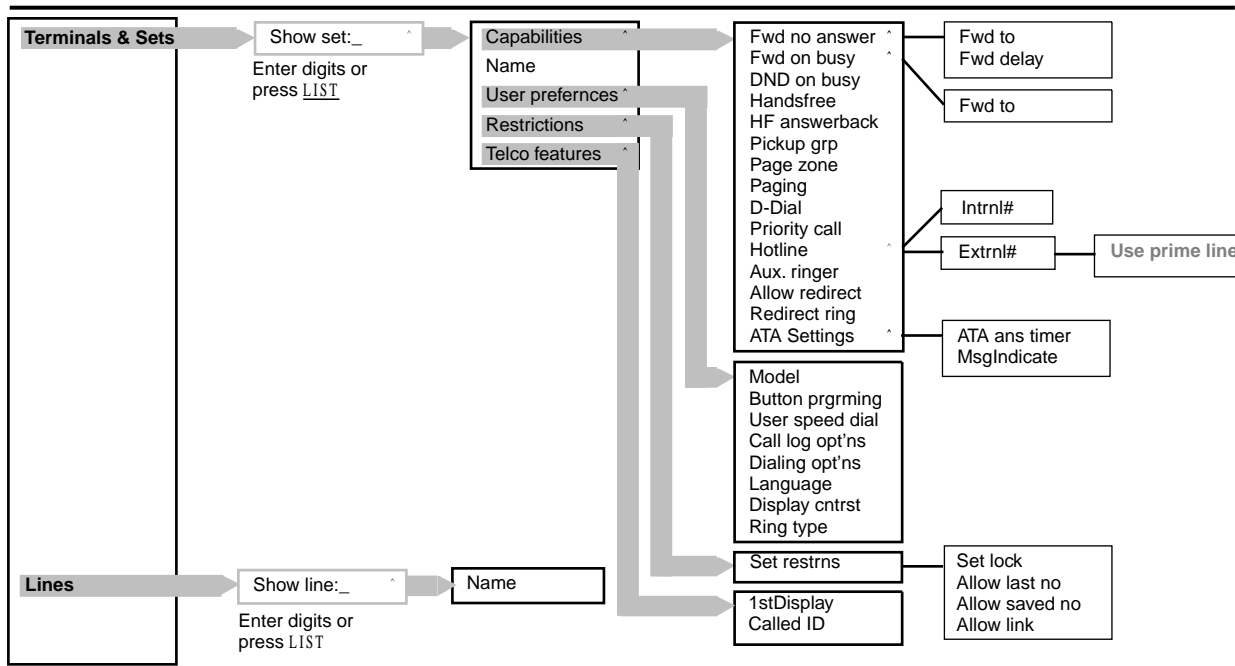 Terminals & Sets
Show set:_ ^
Enter digits or
press LIST
Capabilities ^
Name
User prefernces ^
Restrictions ^
Telco features ^
Fwd no answer ^
Fwd on busy ^
DND on busy
Handsfree
HF answerback
Pickup grp
Page zone
Paging
D-Dial
Priority call
Hotline ^
Aux. ringer
Allow redirect
Redirect ring
ATA Settings ^
Fwd to
Fwd delay
Fwd to
Intrnl#
Extrnl#
Use prime line
ATA ans timer
MsgIndicate
Model
Button prgrming
User speed dial
Call log opt’ns
Dialing opt’ns
Language
Display cntrst
Ring type
Set restrns
Set lock
Allow last no
Allow saved no
Allow link
1stDisplay
Called ID
Lines
Show line:_ ^
Enter digits or
press LIST
Name